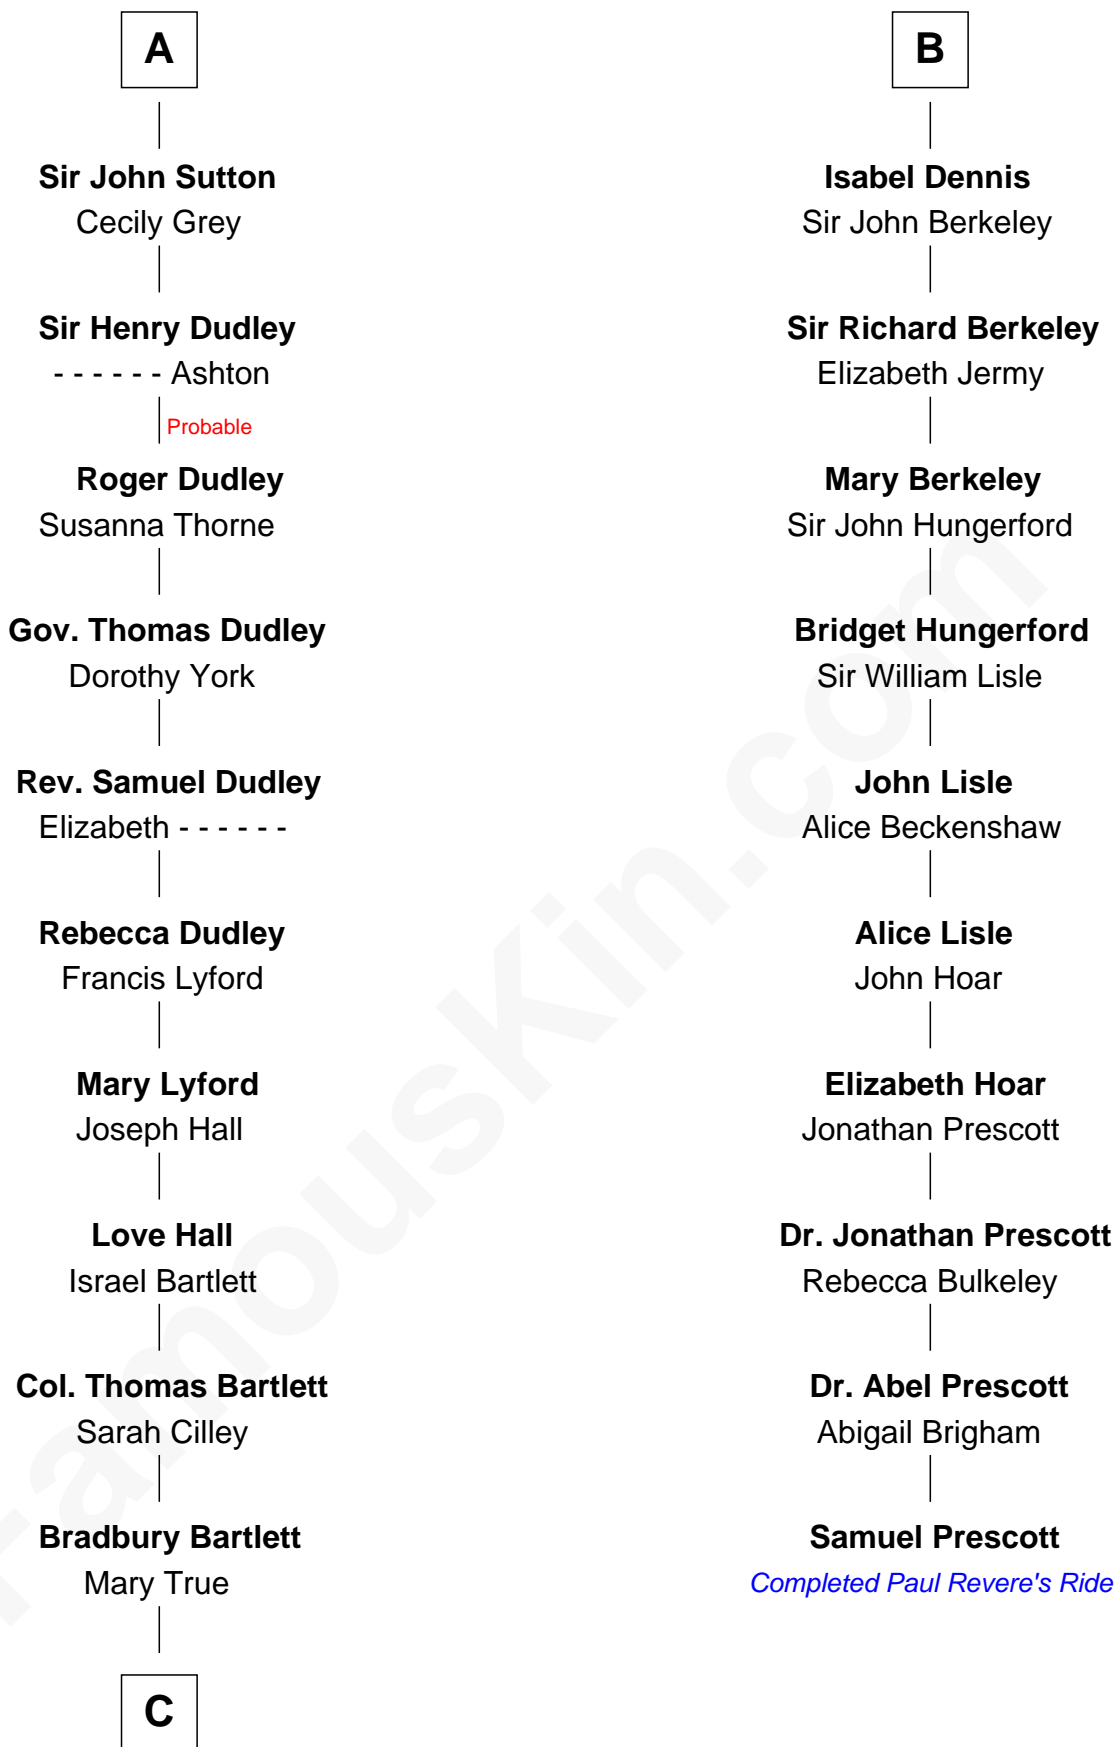 A
Sir John Sutton
Cecily Grey
Sir Henry Dudley
- - - - - - Ashton
Probable
Roger Dudley
Susanna Thorne
Gov. Thomas Dudley
Dorothy York
Rev. Samuel Dudley
Elizabeth - - - - - -
Rebecca Dudley
Francis Lyford
Mary Lyford
Joseph Hall
Love Hall
Israel Bartlett
Col. Thomas Bartlett
Sarah Cilley
Bradbury Bartlett
Mary True
C
B
Isabel Dennis
Sir John Berkeley
Sir Richard Berkeley
Elizabeth Jermy
Mary Berkeley
Sir John Hungerford
Bridget Hungerford
Sir William Lisle
John Lisle
Alice Beckenshaw
Alice Lisle
John Hoar
Elizabeth Hoar
Jonathan Prescott
Dr. Jonathan Prescott
Rebecca Bulkeley
Dr. Abel Prescott
Abigail Brigham
Samuel Prescott
Completed Paul Revere's Ride
FamousKin.com